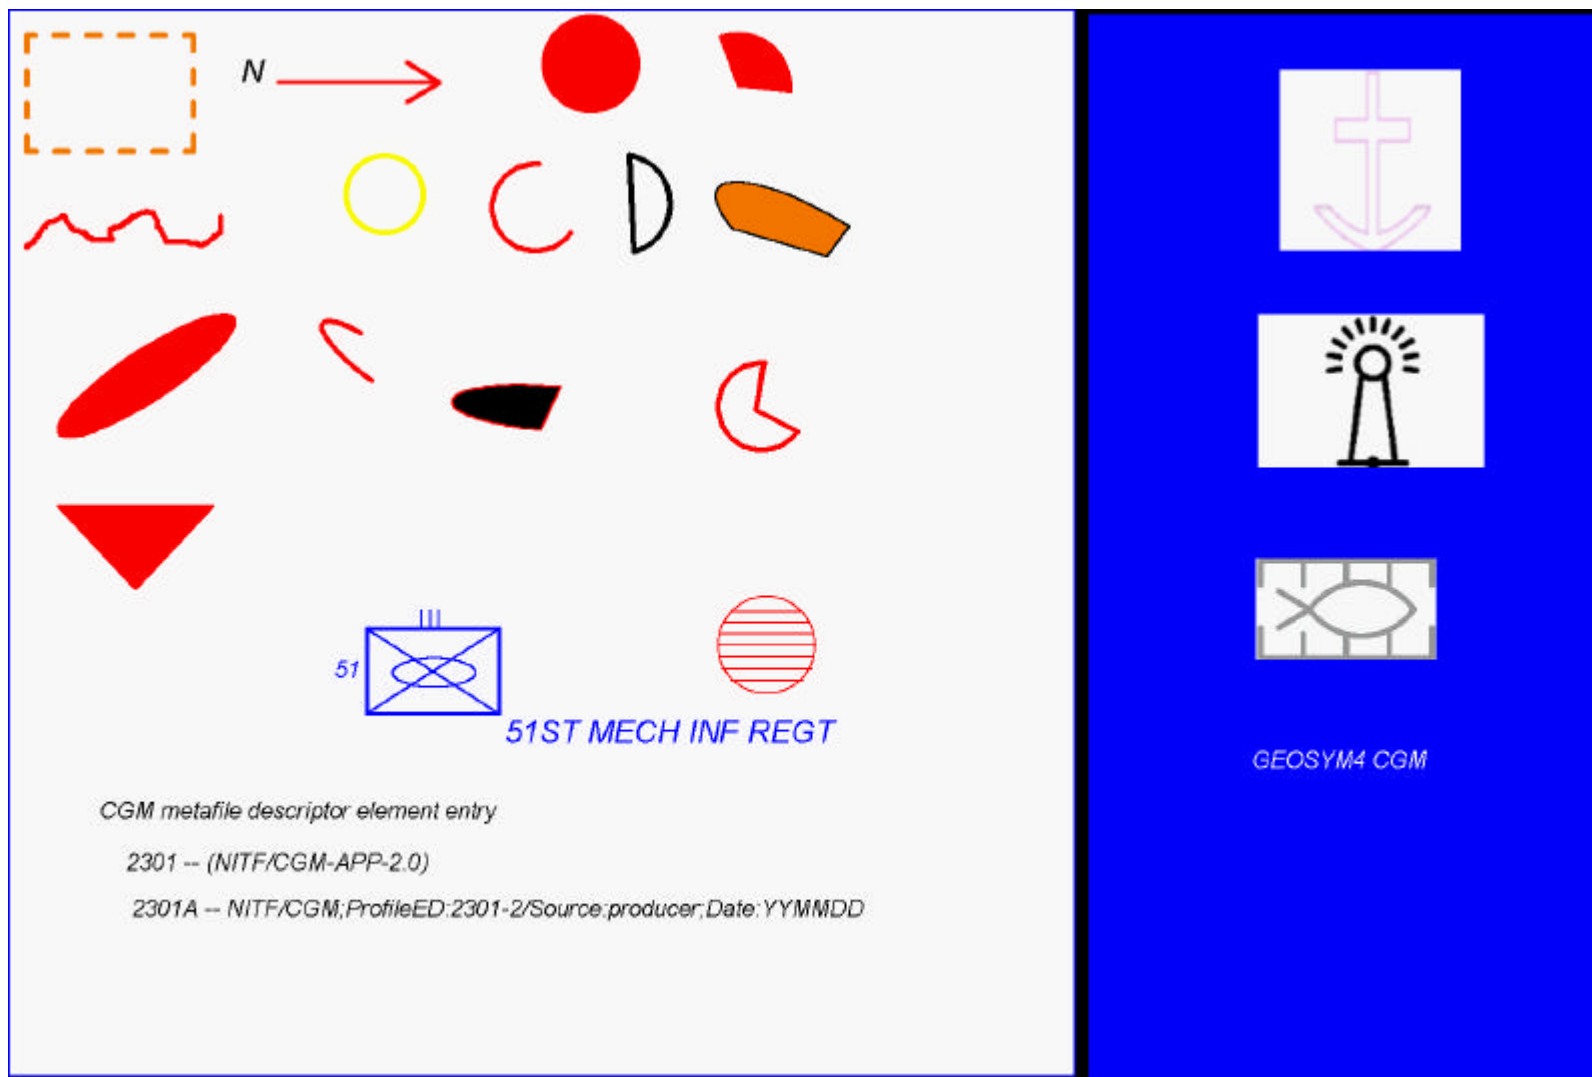 N
51
51ST MECH INF REGT
CGM metafile descriptor element entry
2301 -- (NITF/CGM-APP-2.0)
2301A -- NITF/CGM;ProfileED:2301-2/Source:producer;Date:YYMMDD
GEOSYM4 CGM